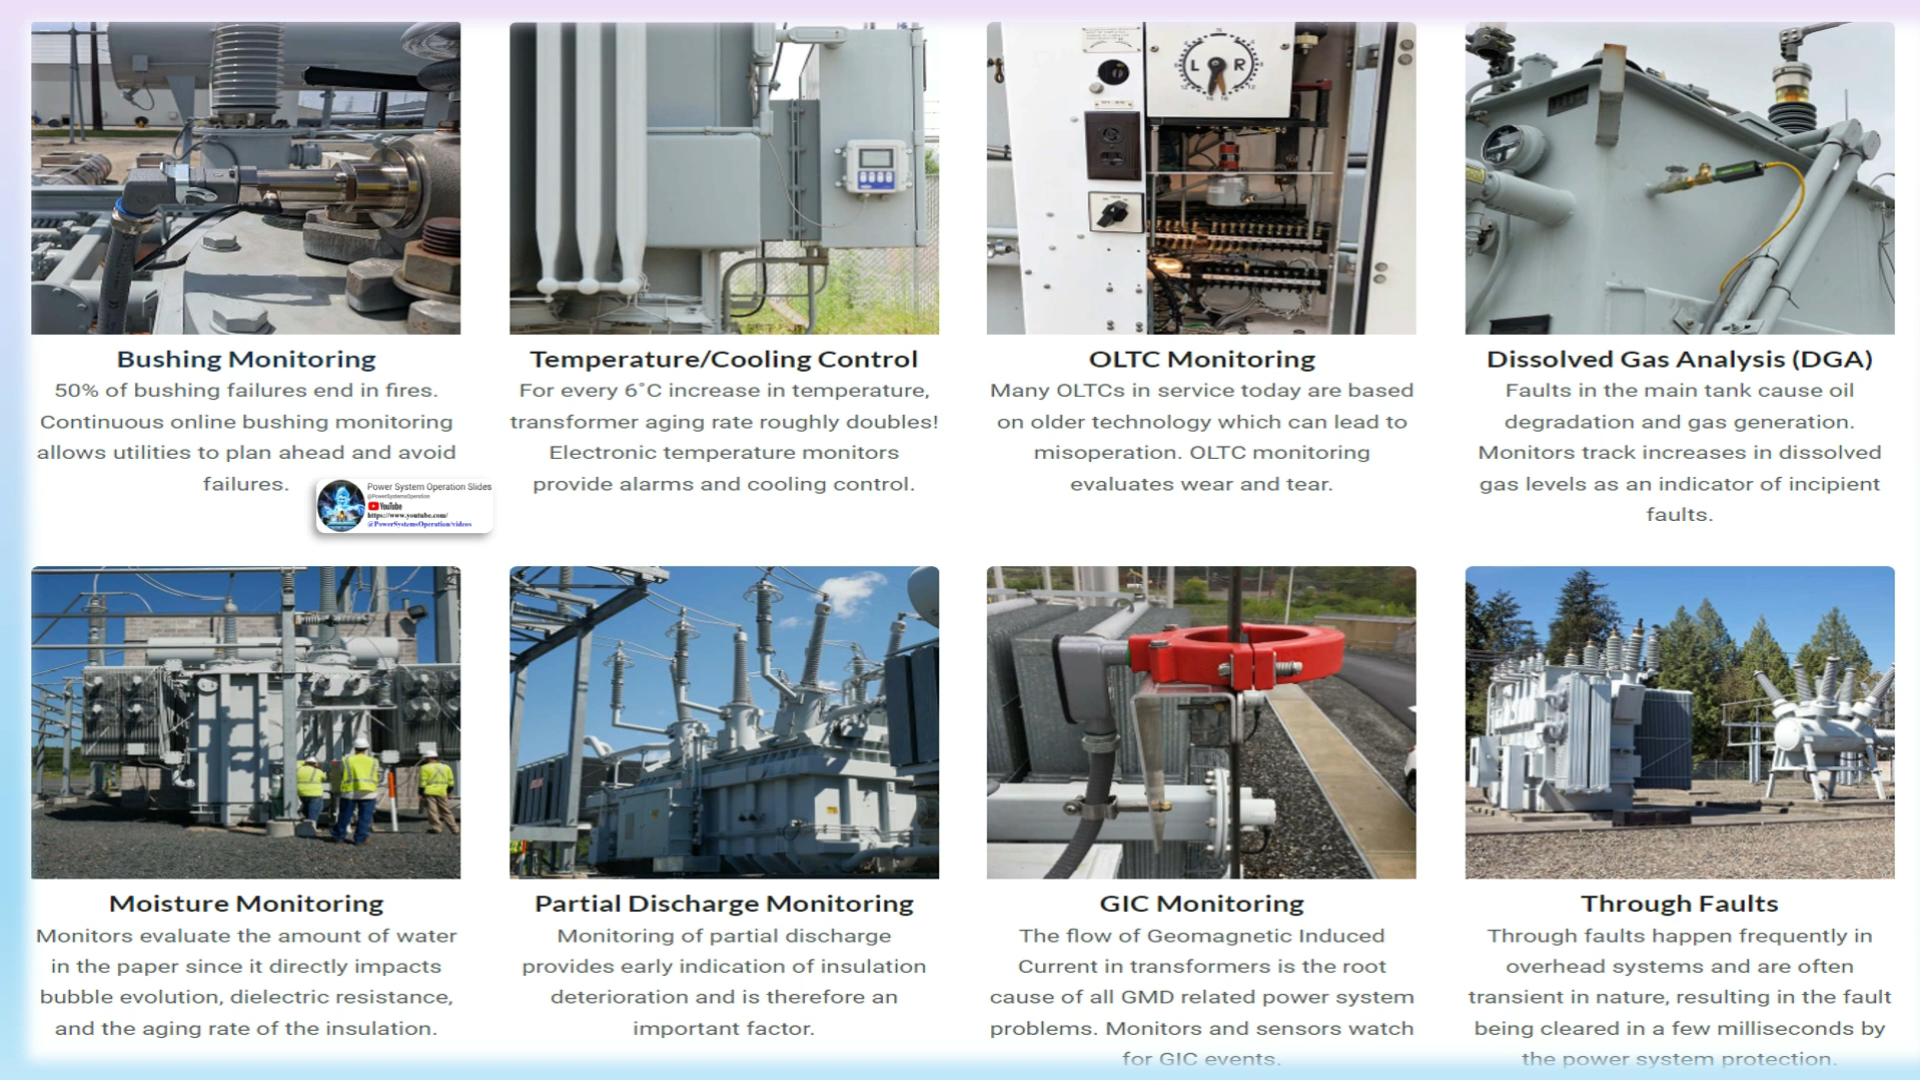 L R
Bushing Monitoring
50% of bushing failures end in fires.
Continuous online bushing monitoring
allows utilities to plan ahead and avoid
failures.
Power System Operation Slides
@PowerSystemsOperation
YouTube
https://www.youtube.com/
@PowerSystemsOperation/videos
Temperature/Cooling Control
For every 6˚C increase in temperature,
transformer aging rate roughly doubles!
Electronic temperature monitors
provide alarms and cooling control.
OLTC Monitoring
Many OLTCs in service today are based
on older technology which can lead to
misoperation. OLTC monitoring
evaluates wear and tear.
Dissolved Gas Analysis (DGA)
Faults in the main tank cause oil
degradation and gas generation.
Monitors track increases in dissolved
gas levels as an indicator of incipient
faults.
Moisture Monitoring
Monitors evaluate the amount of water
in the paper since it directly impacts
bubble evolution, dielectric resistance,
and the aging rate of the insulation.
Partial Discharge Monitoring
Monitoring of partial discharge
provides early indication of insulation
deterioration and is therefore an
important factor.
GIC Monitoring
The flow of Geomagnetic Induced
Current in transformers is the root
cause of all GMD related power system
problems. Monitors and sensors watch
for GIC events.
Through Faults
Through faults happen frequently in
overhead systems and are often
transient in nature, resulting in the fault
being cleared in a few milliseconds by
the power system protection.